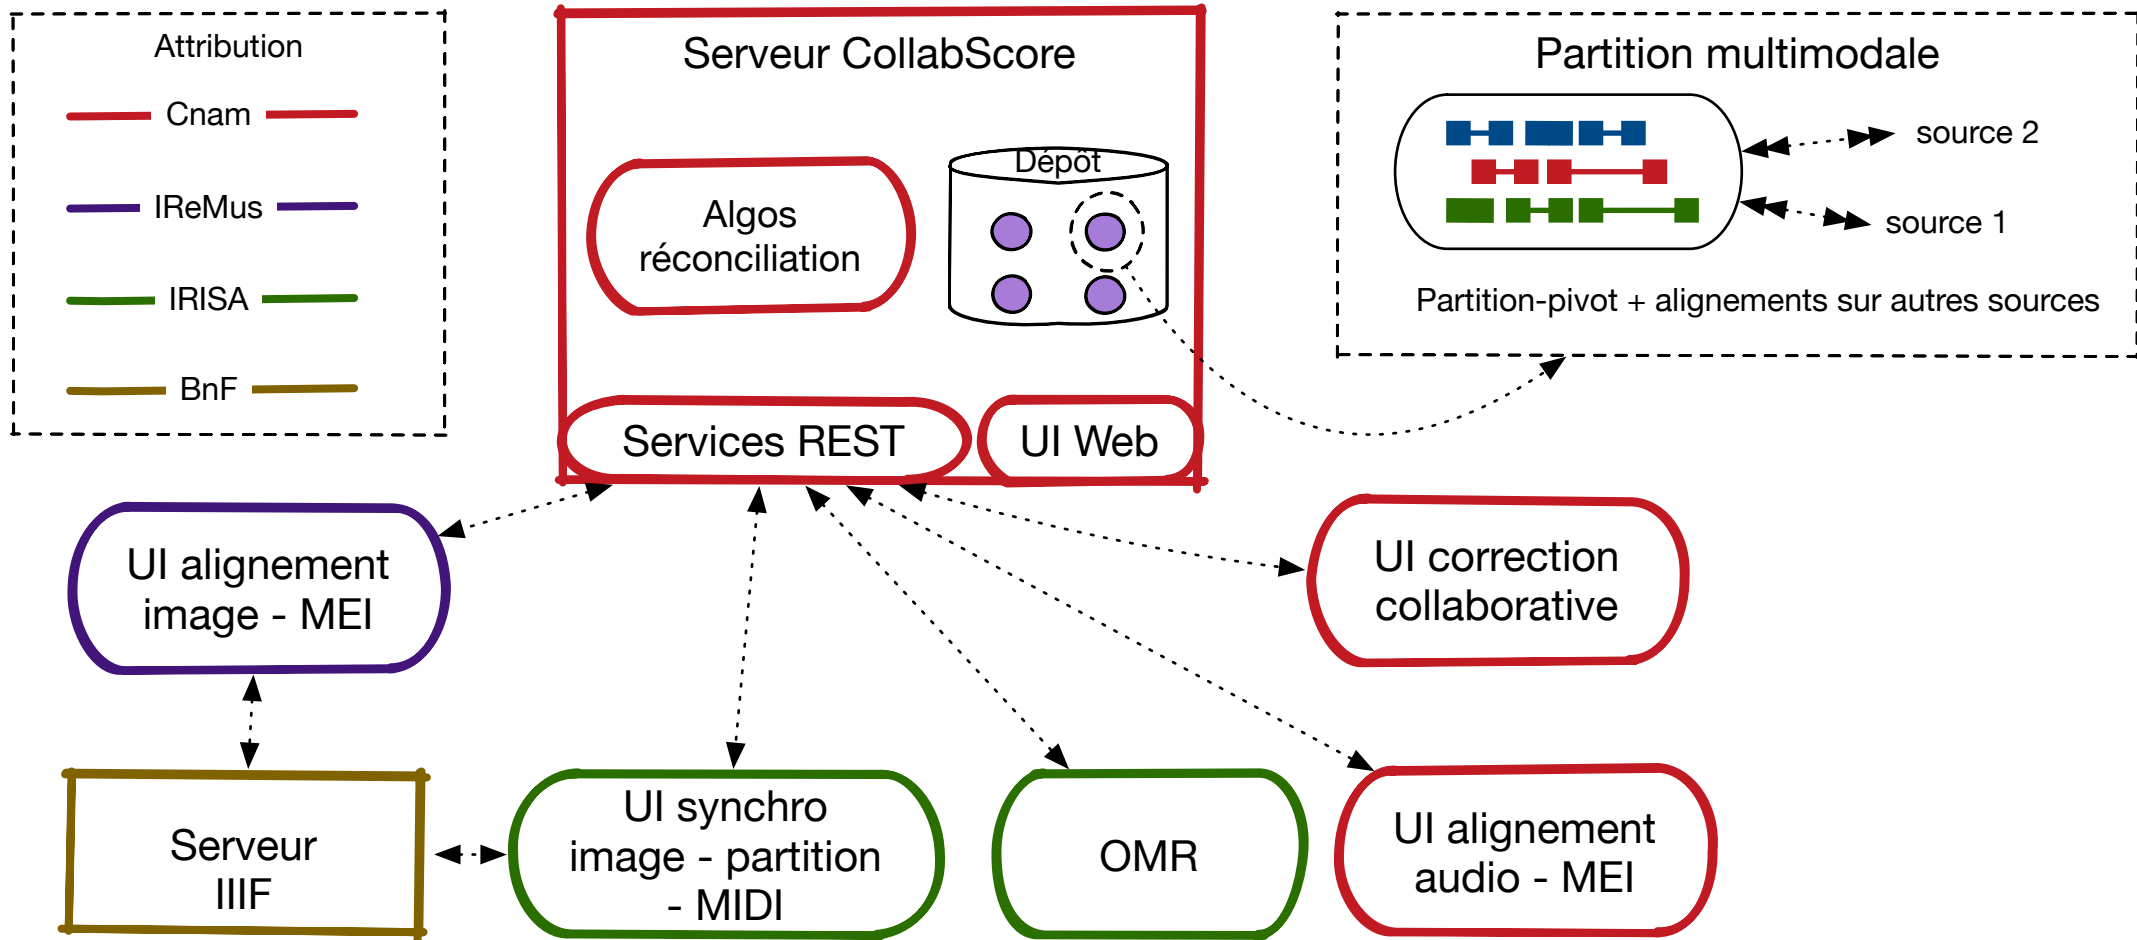 Attribution
Cnam
IReMus
IRISA
BnF
Serveur CollabScore
Algos
réconciliation
Dépôt
Services REST
UI Web
Partition multimodale
source 2
source 1
Partition-pivot + alignements sur autres sources
UI alignement
image - MEI
UI correction
collaborative
Serveur
IIIF
UI synchro
image - partition
- MIDI
OMR
UI alignement
audio - MEI